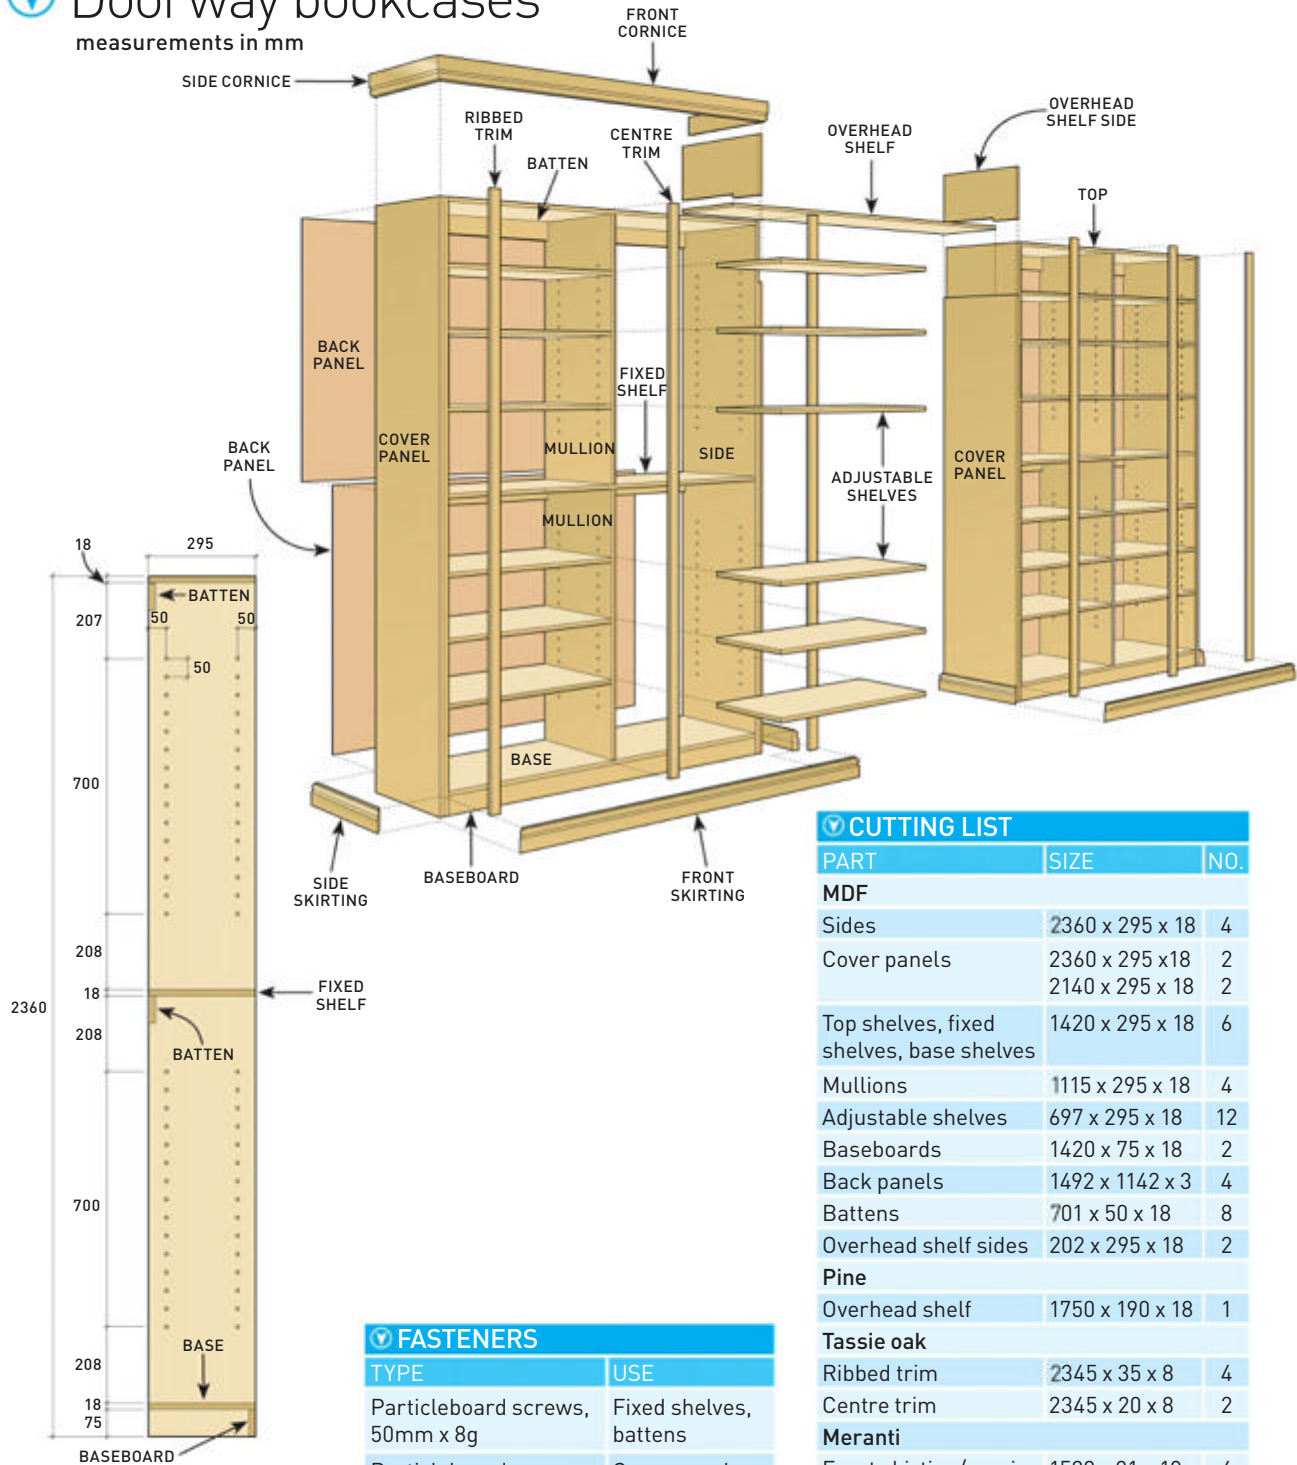 Doorway bookcases
measurements in mm
FRONT
CORNICE
SIDE CORNICE
RIBBED
TRIM
BATTEN
CENTRE
TRIM
OVERHEAD
SHELF
OVERHEAD
SHELF SIDE
TOP
BACK
PANEL
FIXED
SHELF
BACK
PANEL
COVER
PANEL
MULLION
SIDE
ADJUSTABLE
SHELVES
COVER
PANEL
MULLION
BASE
SIDE
SKIRTING
BASEBOARD
FRONT
SKIRTING
18
295
BATTEN
207
50
50
50
700
208
18
FIXED
SHELF
2360
208
BATTEN
700
BASE
208
18
75
BASEBOARD
FASTENERS
TYPE USE
Particleboard screws, Fixed shelves,
50mm x 8g battens
CUTTING LIST
PART SIZE NO.
MDF
Sides 2360 x 295 x 18 4
Cover panels 2360 x 295 x18 2
2140 x 295 x 18 2
Top shelves, fixed 1420 x 295 x 18 6
shelves, base shelves
Mullions 1115 x 295 x 18 4
Adjustable shelves 697 x 295 x 18 12
Baseboards 1420 x 75 x 18 2
Back panels 1492 x 1142 x 3 4
Battens 701 x 50 x 18 8
Overhead shelf sides 202 x 295 x 18 2
Pine
Overhead shelf 1750 x 190 x 18 1
Tassie oak
Ribbed trim 2345 x 35 x 8 4
Centre trim 2345 x 20 x 8 2
Meranti